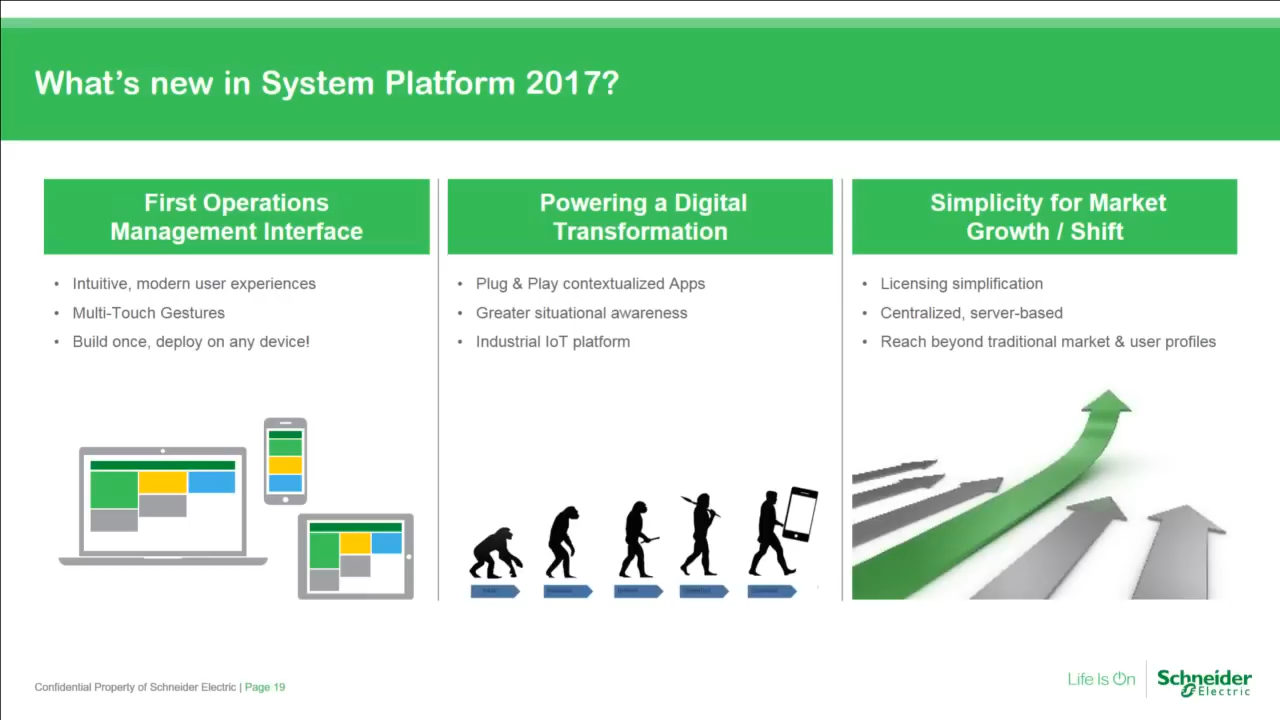 What's new in System Platform 2017?
First Operations
Management Interface
• Intuitive, modern user experiences
• Multi-Touch Gestures
• Build once, deploy on any device!
Powering a Digital
Transformation
• Plug & Play contextualized Apps
• Greater situational awareness
• Industrial IoT platform
Simplicity for Market
Growth / Shift
• Licensing simplification
• Centralized, server-based
• Reach beyond traditional market & user profiles
Confidential Property of Schneider Electric | Page 19
Life Is On
Schneider
Electric